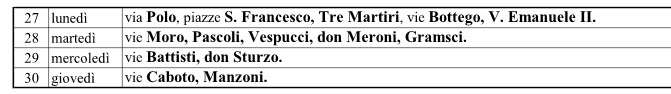 27 lunedì via Polo, piazze S. Francesco, Tre Martiri, vie Bottego, V. Emanuele II.
28 martedì vie Moro, Pascoli, Vespucci, don Meroni, Gramsci.
29 mercoledì vie Battisti, don Sturzo.
30 giovedì vie Caboto, Manzoni.